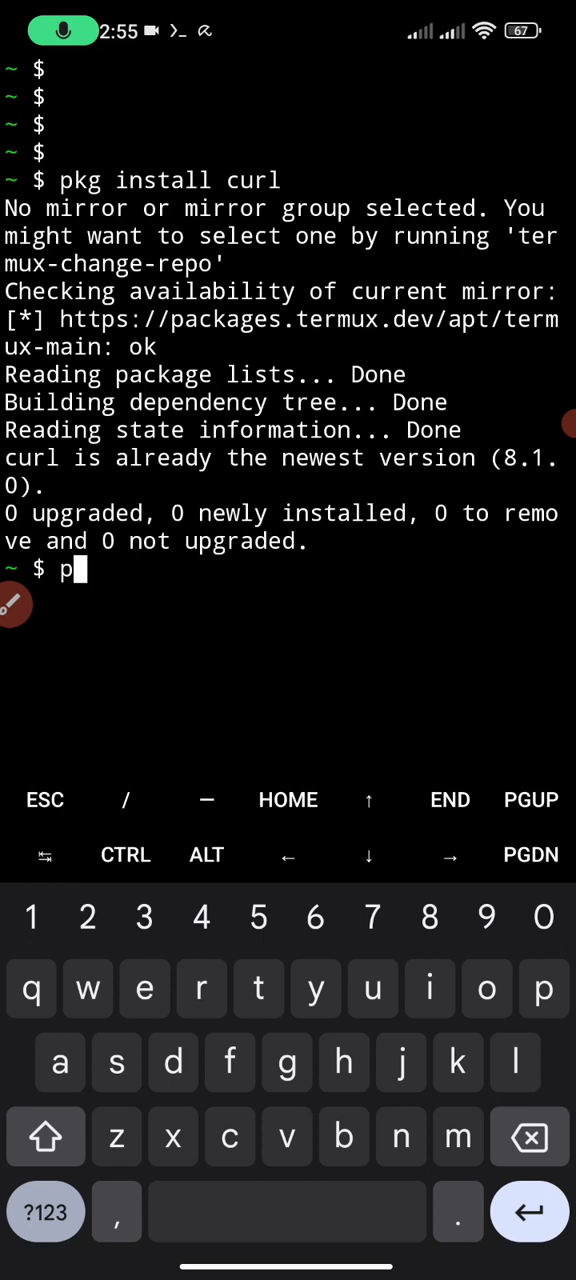 2:55 67
~ $
~ $
~ $
~ $
~ $ pkg install curl
No mirror or mirror group selected. You
might want to select one by running 'ter
mux-change-repo'
Checking availability of current mirror:
[*] https://packages.termux.dev/apt/term
ux-main: ok
Reading package lists... Done
Building dependency tree... Done
Reading state information... Done
curl is already the newest version (8.1.
0).
0 upgraded, 0 newly installed, 0 to remo
ve and 0 not upgraded.
~ $ p
ESC / — HOME ↑ END PGUP
↹ CTRL ALT ← ↓ → PGDN
1 2 3 4 5 6 7 8 9 0
q w e r t y u i o p
a s d f g h j k l
z x c v b n m
?123 , .